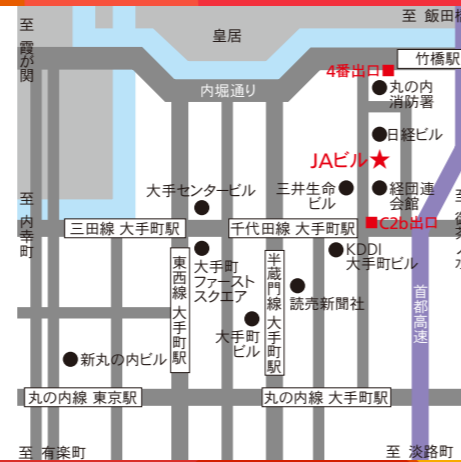 至 飯田橋
至 霞が関
皇居
竹橋駅
4番出口■
内堀通り
丸の内
消防署
日経ビル
JAビル★
大手センタービル
三井生命
ビル
経団連
会館
至 内幸町
三田線 大手町駅
千代田線 大手町駅
■C2b出口
東西線 大手町駅
大手町
ファースト
スクエア
半蔵門線 大手町駅
KDDI
大手町ビル
読売新聞社
首都高速
大手町
ビル
新丸の内ビル
丸の内線 東京駅
丸の内線 大手町駅
至 有楽町
至 淡路町